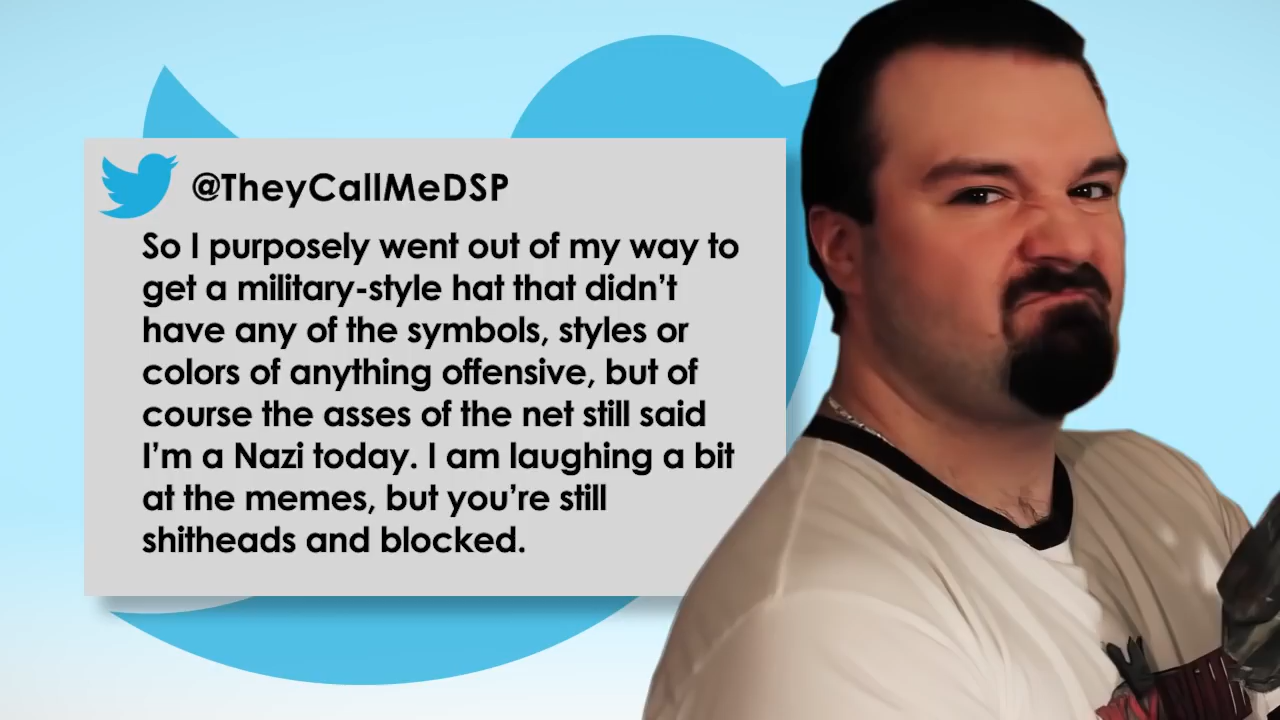 @TheyCallMeDSP
So I purposely went out of my way to
get a military-style hat that didn’t
have any of the symbols, styles or
colors of anything offensive, but of
course the asses of the net still said
I’m a Nazi today. I am laughing a bit
at the memes, but you’re still
shitheads and blocked.